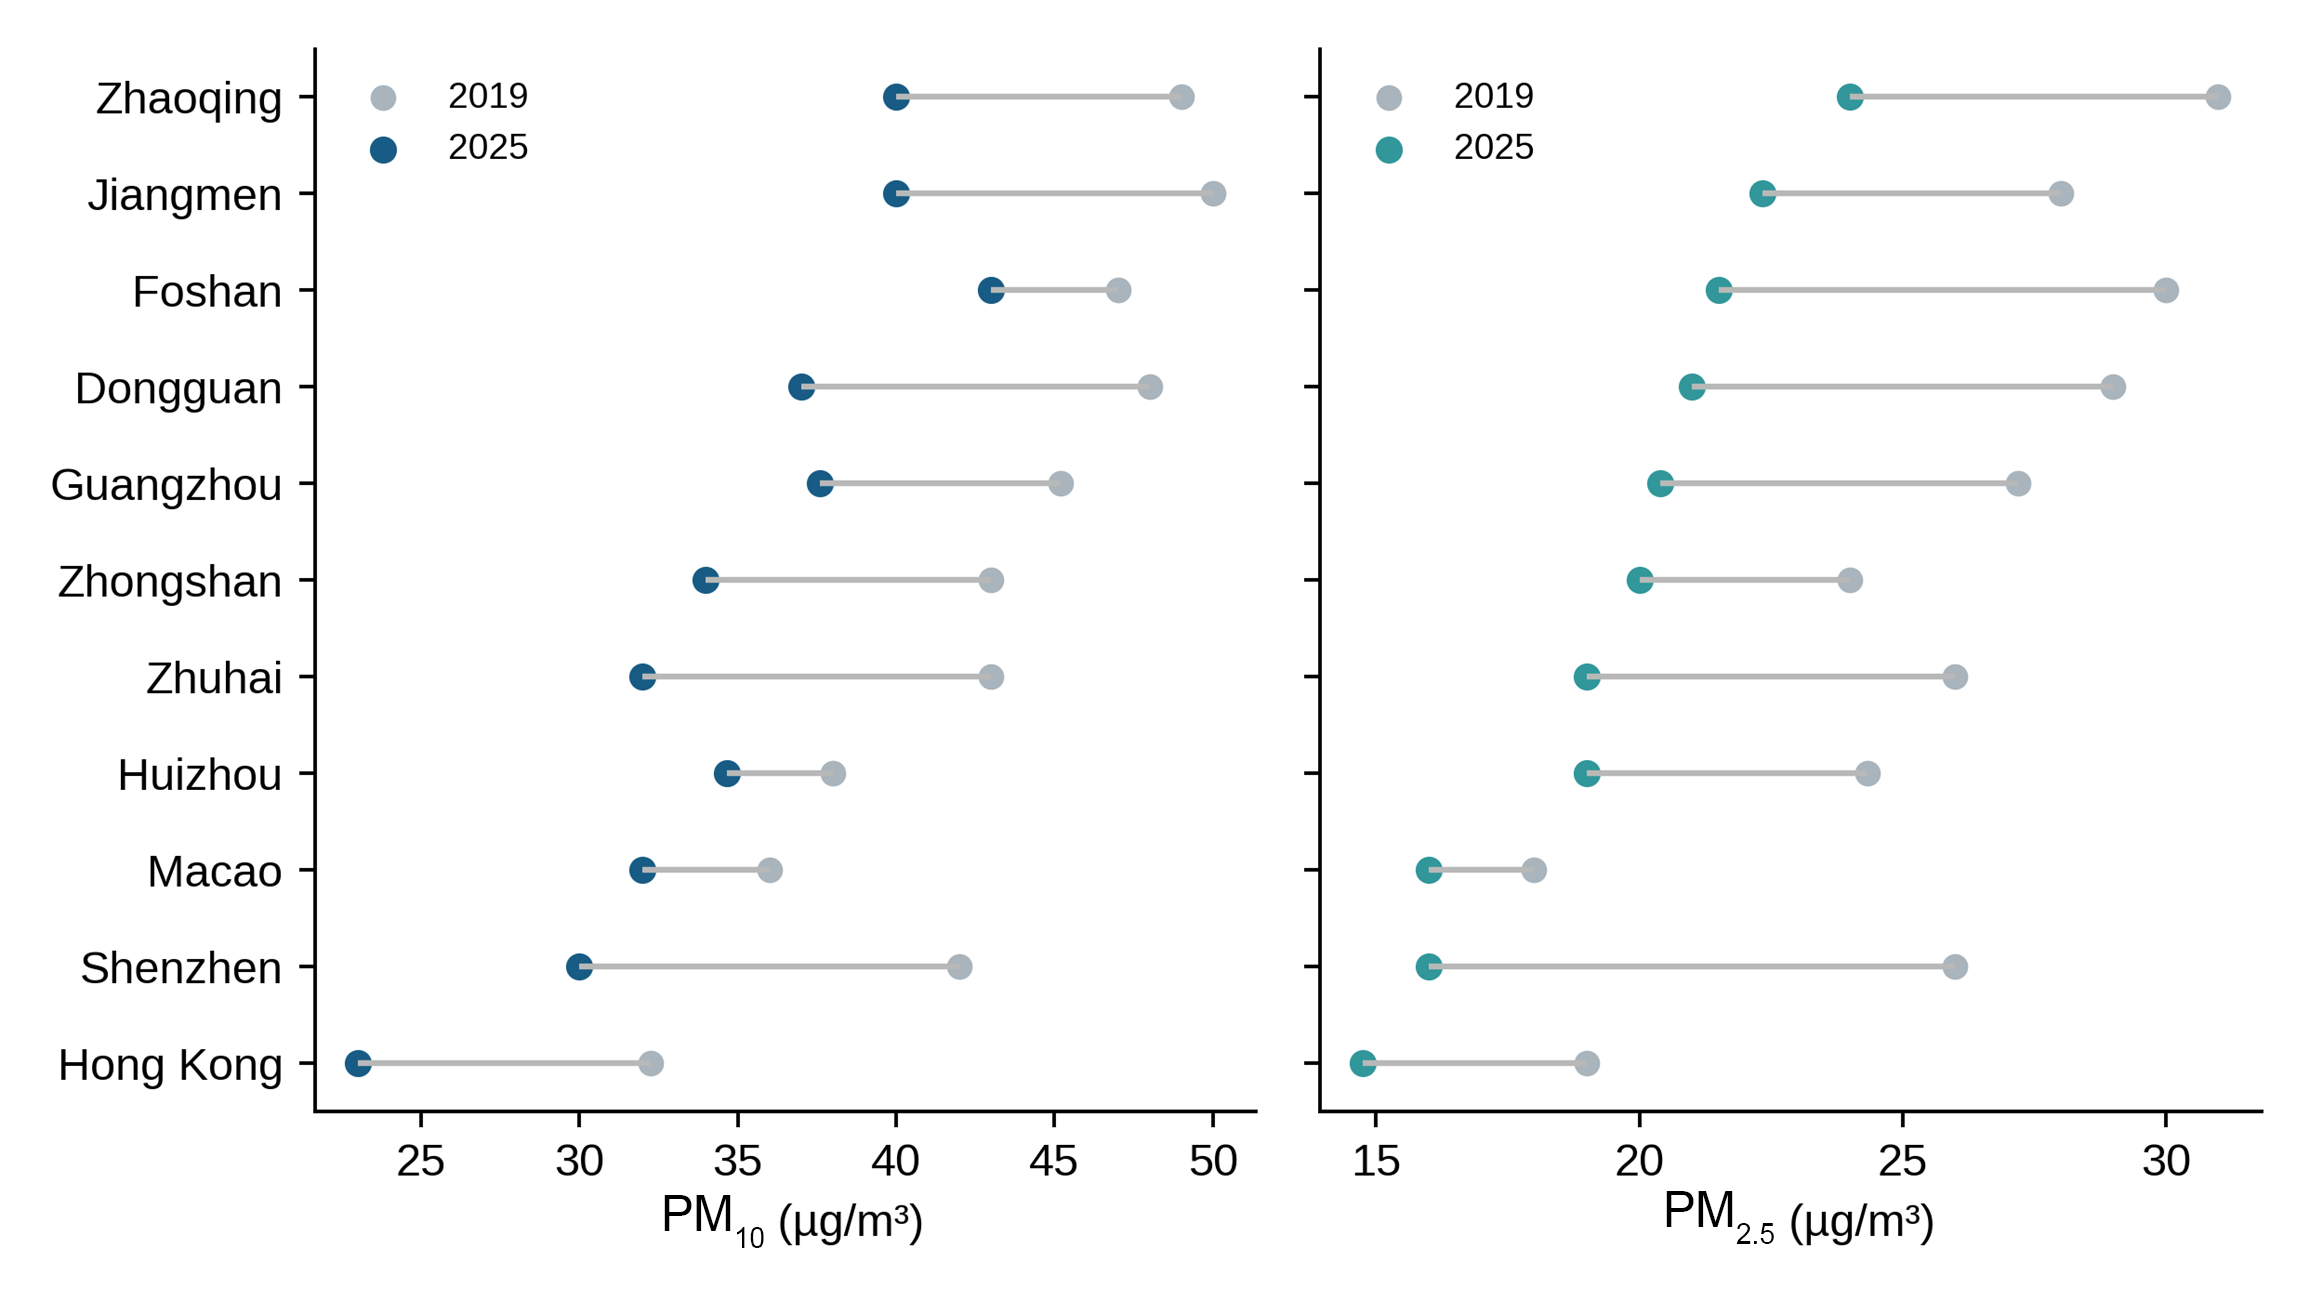 Zhaoqing
Jiangmen
Foshan
Dongguan
Guangzhou
Zhongshan
Zhuhai
Huizhou
Macao
Shenzhen
Hong Kong
2019
2025
25 30 35 40 45 50
PM₁₀ (µg/m³)
2019
2025
15 20 25 30
PM₂.₅ (µg/m³)